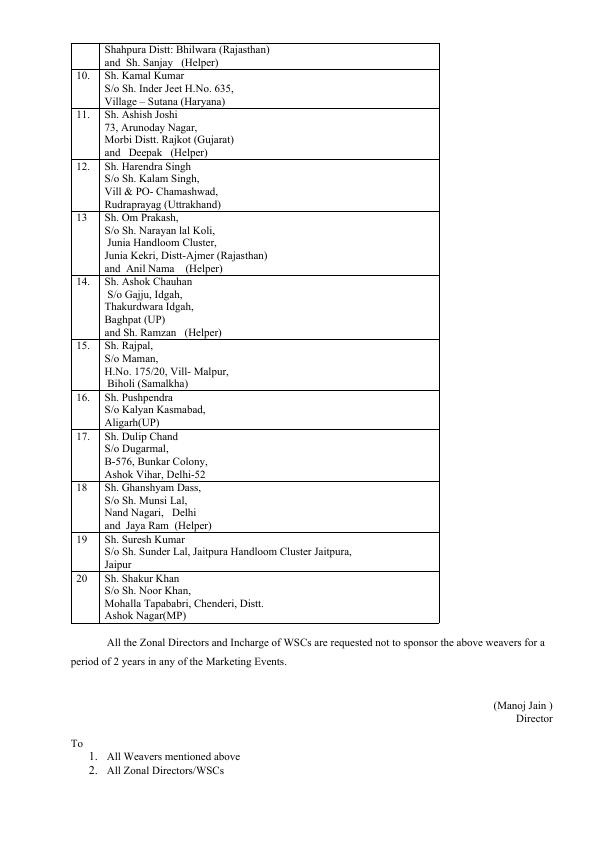 Shahpura Distt: Bhilwara (Rajasthan)
and Sh. Sanjay (Helper)
10. Sh. Kamal Kumar
S/o Sh. Inder Jeet H.No. 635,
Village – Sutana (Haryana)
11. Sh. Ashish Joshi
73, Arunoday Nagar,
Morbi Distt. Rajkot (Gujarat)
and Deepak (Helper)
12. Sh. Harendra Singh
S/o Sh. Kalam Singh,
Vill & PO- Chamashwad,
Rudraprayag (Uttrakhand)
13 Sh. Om Prakash,
S/o Sh. Narayan lal Koli,
Junia Handloom Cluster,
Junia Kekri, Distt-Ajmer (Rajasthan)
and Anil Nama (Helper)
14. Sh. Ashok Chauhan
S/o Gajju, Idgah,
Thakurdwara Idgah,
Baghpat (UP)
and Sh. Ramzan (Helper)
15. Sh. Rajpal,
S/o Maman,
H.No. 175/20, Vill- Malpur,
Biholi (Samalkha)
16. Sh. Pushpendra
S/o Kalyan Kasmabad,
Aligarh(UP)
17. Sh. Dulip Chand
S/o Dugarmal,
B-576, Bunkar Colony,
Ashok Vihar, Delhi-52
18 Sh. Ghanshyam Dass,
S/o Sh. Munsi Lal,
Nand Nagari, Delhi
and Jaya Ram (Helper)
19 Sh. Suresh Kumar
S/o Sh. Sunder Lal, Jaitpura Handloom Cluster Jaitpura,
Jaipur
20 Sh. Shakur Khan
S/o Sh. Noor Khan,
Mohalla Tapababri, Chenderi, Distt.
Ashok Nagar(MP)
All the Zonal Directors and Incharge of WSCs are requested not to sponsor the above weavers for a
period of 2 years in any of the Marketing Events.
(Manoj Jain )
Director
To
1. All Weavers mentioned above
2. All Zonal Directors/WSCs